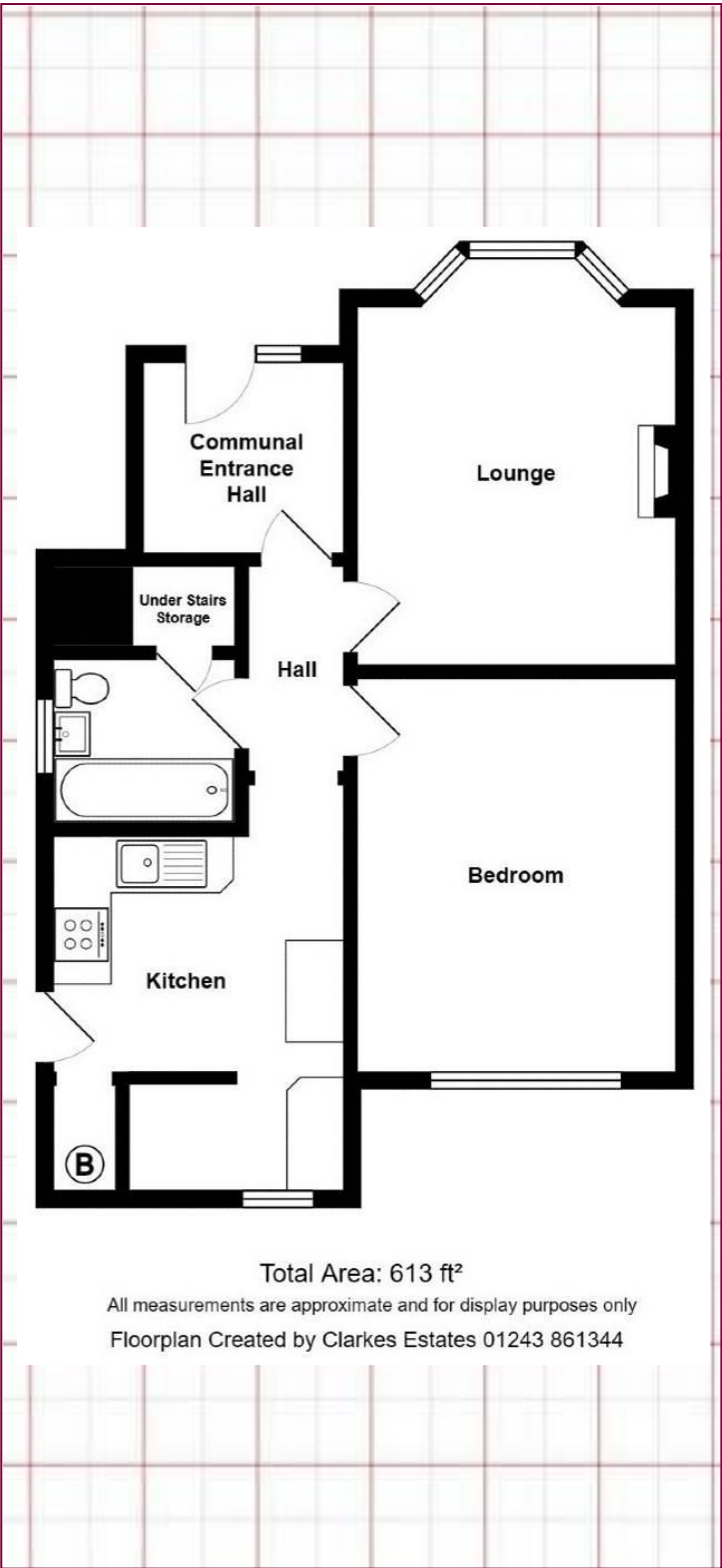 Communal
Entrance
Hall
Lounge
Under Stairs
Storage
Hall
Bedroom
Kitchen
B
Total Area: 613 ft²
All measurements are approximate and for display purposes only
Floorplan Created by Clarkes Estates 01243 861344